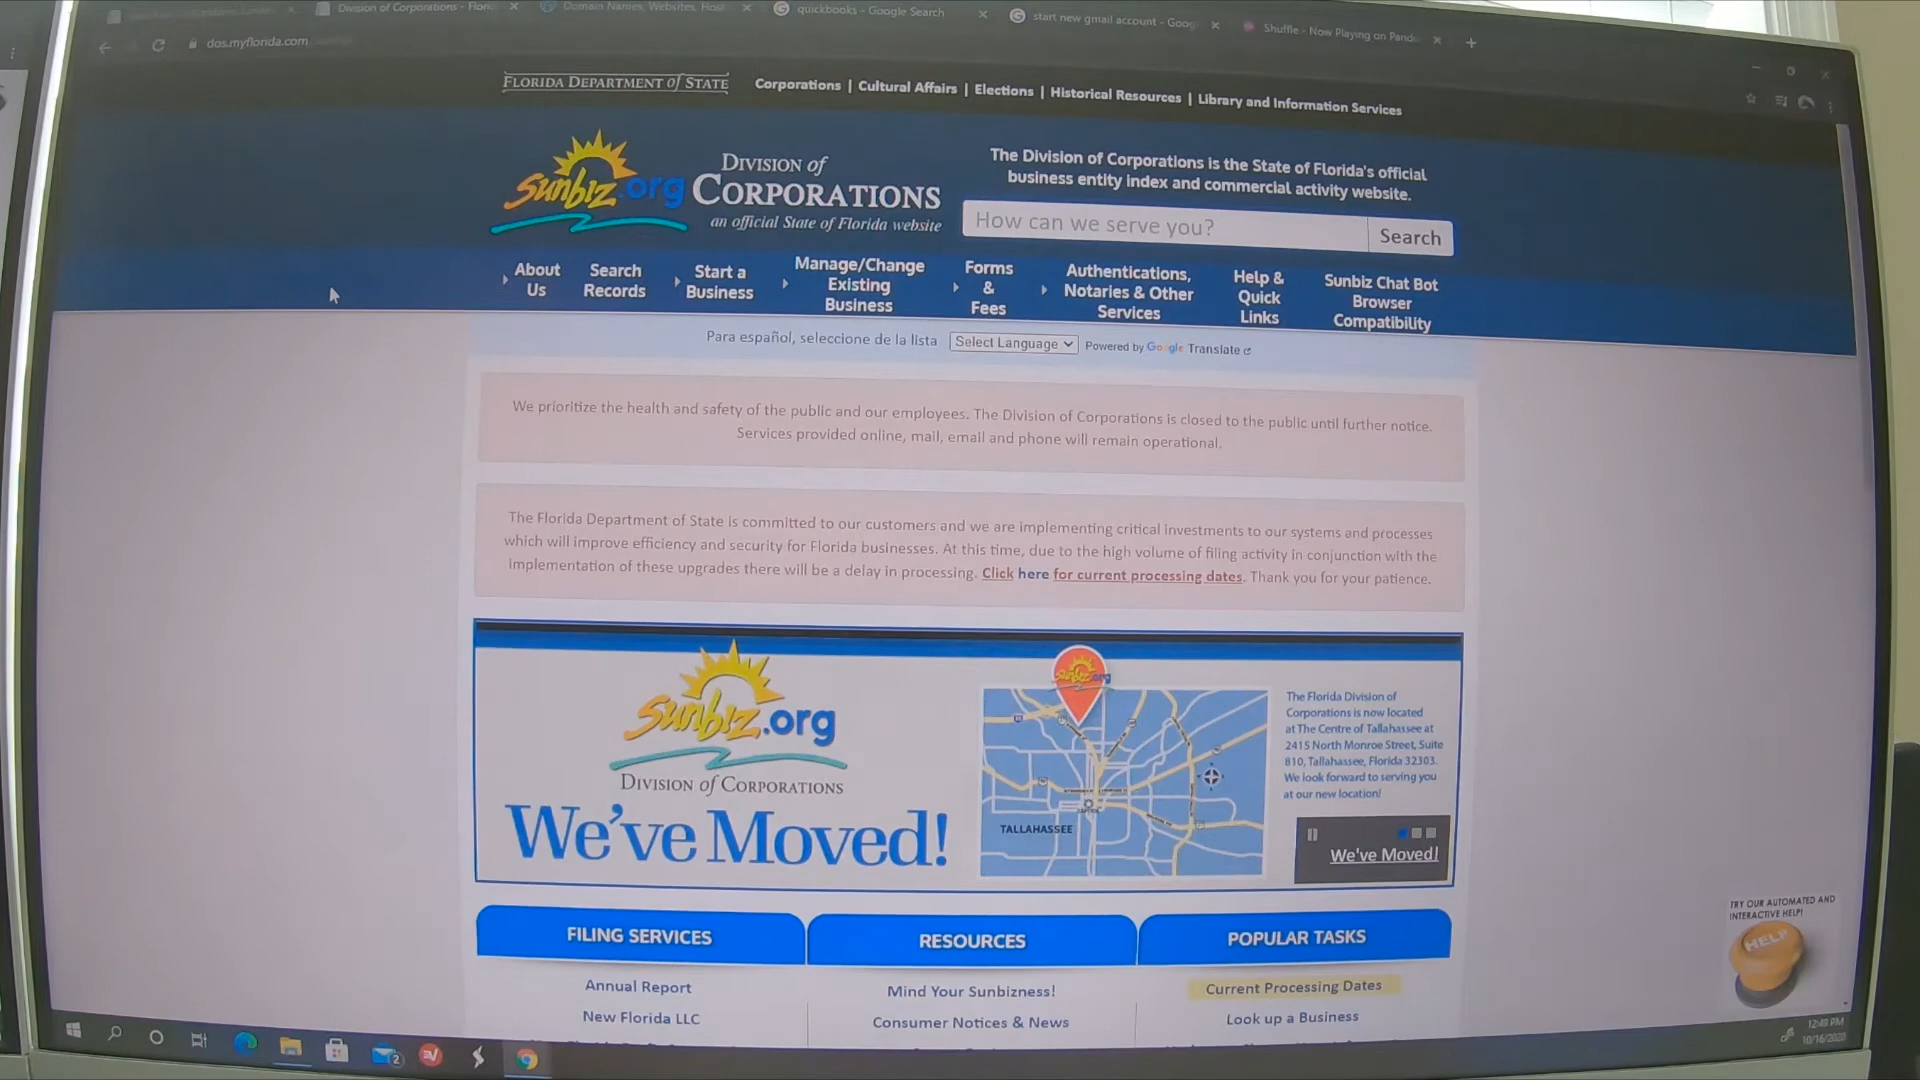 Division of Corporations - Flori
Domain Names, Websites, Host
quickbooks - Google Search
start new gmail account - Goog
Shuffle - Now Playing on Pand
dos.myflorida.com
FLORIDA DEPARTMENT of STATE
Corporations | Cultural Affairs | Elections | Historical Resources | Library and Information Services
sunbiz.org
DIVISION of
CORPORATIONS
an official State of Florida website
The Division of Corporations is the State of Florida's official
business entity index and commercial activity website.
How can we serve you?
Search
About
Us
Search
Records
Start a
Business
Manage/Change
Existing
Business
Forms
&
Fees
Authentications,
Notaries & Other
Services
Help &
Quick
Links
Sunbiz Chat Bot
Browser
Compatibility
Para español, seleccione de la lista
Select Language
Powered by Google Translate
We prioritize the health and safety of the public and our employees. The Division of Corporations is closed to the public until further notice.
Services provided online, mail, email and phone will remain operational.
The Florida Department of State is committed to our customers and we are implementing critical investments to our systems and processes
which will improve efficiency and security for Florida businesses. At this time, due to the high volume of filing activity in conjunction with the
implementation of these upgrades there will be a delay in processing. Click here for current processing dates. Thank you for your patience.
sunbiz.org
DIVISION of CORPORATIONS
We've Moved!
sunbiz.org
TALLAHASSEE
The Florida Division of
Corporations is now located
at The Centre of Tallahassee at
2415 North Monroe Street, Suite
810, Tallahassee, Florida 32303.
We look forward to serving you
at our new location!
We've Moved!
FILING SERVICES
RESOURCES
POPULAR TASKS
Annual Report
Mind Your Sunbizness!
Current Processing Dates
New Florida LLC
Consumer Notices & News
Look up a Business
TRY OUR AUTOMATED AND
INTERACTIVE HELP!
HELP
2
12:49 PM
10/16/2020